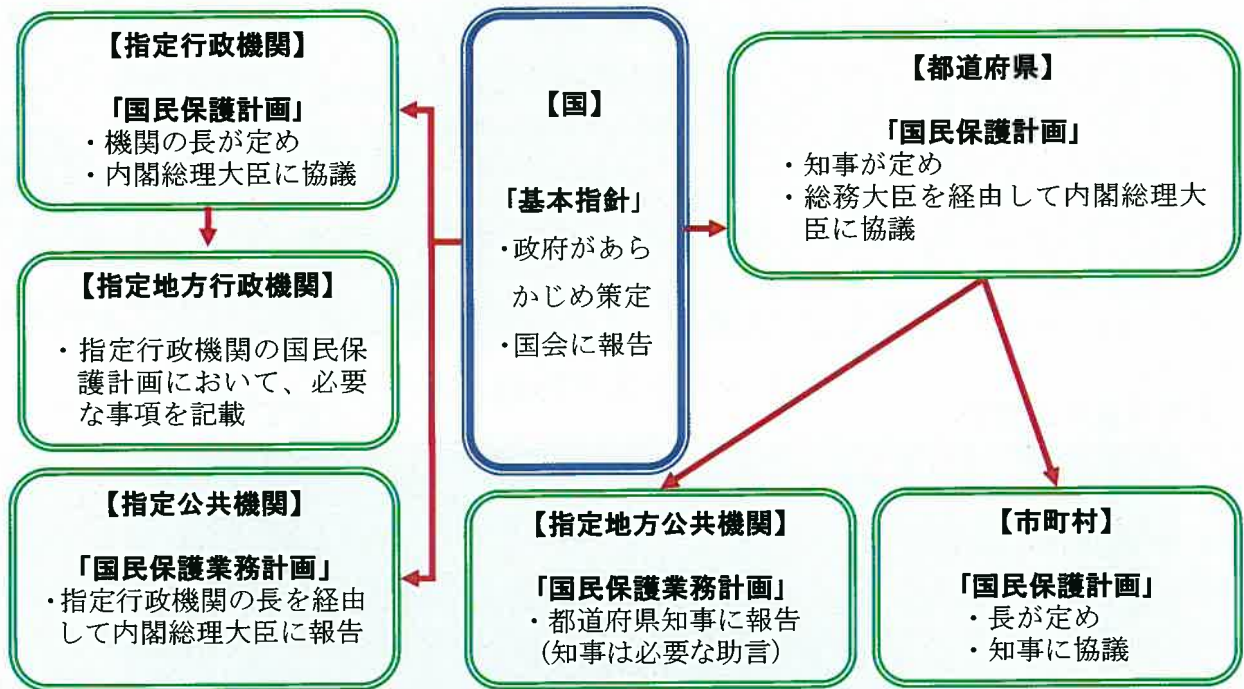 【指定行政機関】
「国民保護計画」
・機関の長が定め
・内閣総理大臣に協議
【指定地方行政機関】
・指定行政機関の国民保
護計画において、必要
な事項を記載
【指定公共機関】
「国民保護業務計画」
・指定行政機関の長を経由
して内閣総理大臣に報告
【国】
「基本指針」
・政府があら
かじめ策定
・国会に報告
【都道府県】
「国民保護計画」
・知事が定め
・総務大臣を経由して内閣総理大
臣に協議
【指定地方公共機関】
「国民保護業務計画」
・都道府県知事に報告
(知事は必要な助言)
【市町村】
「国民保護計画」
・長が定め
・知事に協議